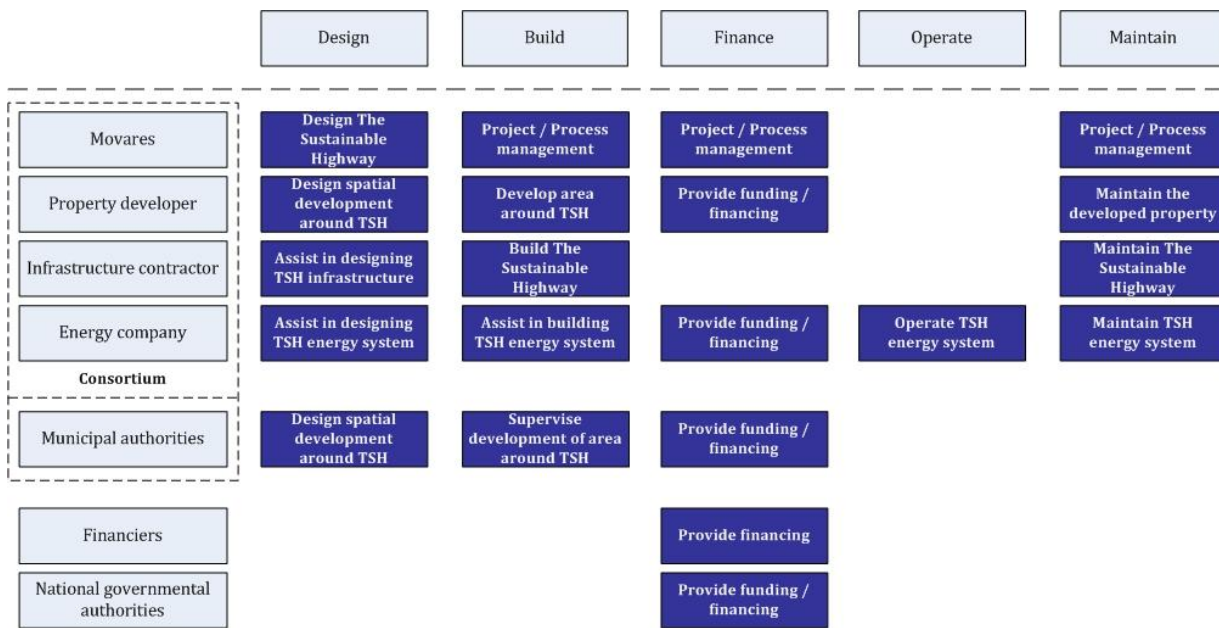 Design
Build
Finance
Operate
Maintain
Movares
Design The
Sustainable
Highway
Project / Process
management
Project / Process
management
Project / Process
management
Property developer
Design spatial
development
around TSH
Develop area
around TSH
Provide funding /
financing
Maintain the
developed property
Infrastructure contractor
Assist in designing
TSH infrastructure
Build The
Sustainable
Highway
Maintain The
Sustainable
Highway
Energy company
Assist in designing
TSH energy system
Assist in building
TSH energy system
Provide funding /
financing
Operate TSH
energy system
Maintain TSH
energy system
Consortium
Municipal authorities
Design spatial
development
around TSH
Supervise
development of area
around TSH
Provide funding /
financing
Financiers
Provide financing
National governmental
authorities
Provide funding /
financing